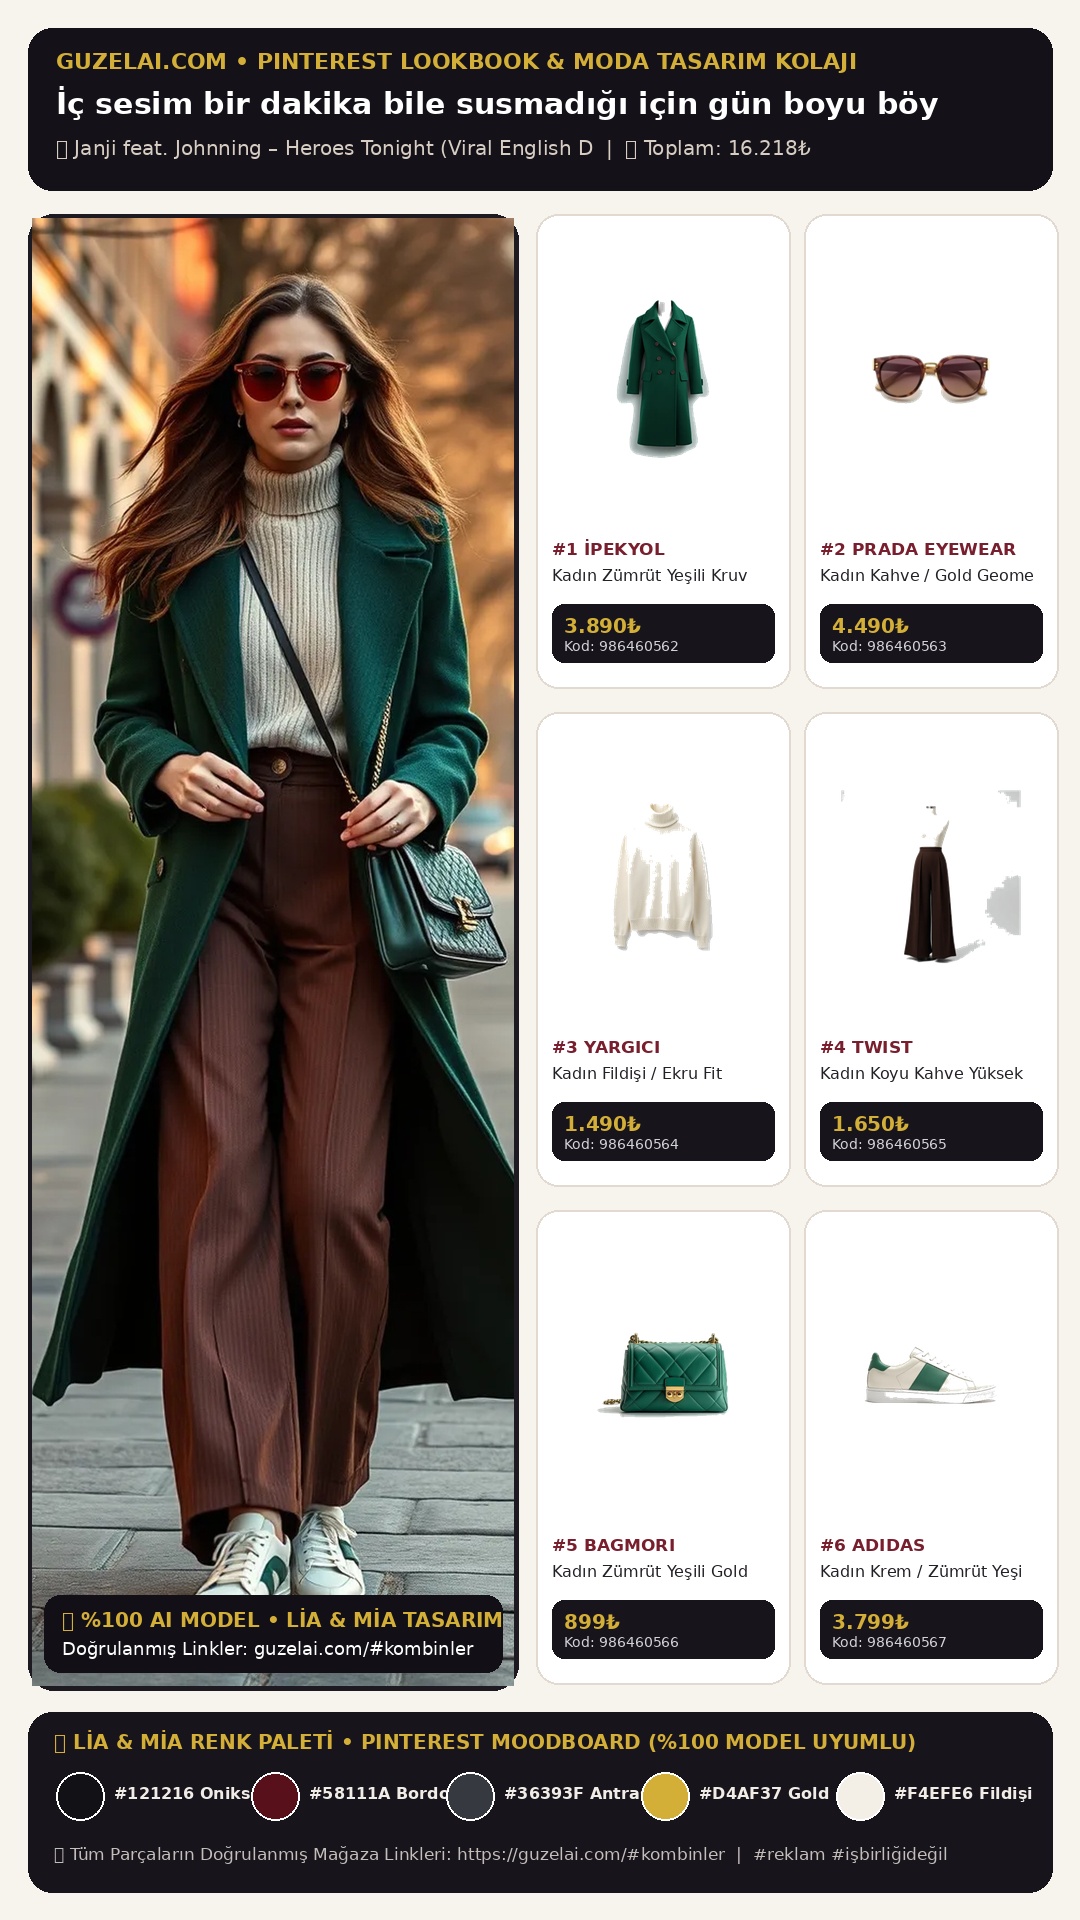 GUZELAI.COM • PINTEREST LOOKBOOK & MODA TASARIM KOLAJI
İç sesim bir dakika bile susmadığı için gün boyu böy
Janji feat. Johnning – Heroes Tonight (Viral English D | Toplam: 16.218₺
#1 İPEKYOL
Kadın Zümrüt Yeşili Kruv
3.890₺
Kod: 986460562
#2 PRADA EYEWEAR
Kadın Kahve / Gold Geome
4.490₺
Kod: 986460563
#3 YARGICI
Kadın Fildişi / Ekru Fit
1.490₺
Kod: 986460564
#4 TWIST
Kadın Koyu Kahve Yüksek
1.650₺
Kod: 986460565
#5 BAGMORI
Kadın Zümrüt Yeşili Gold
899₺
Kod: 986460566
#6 ADIDAS
Kadın Krem / Zümrüt Yeşi
3.799₺
Kod: 986460567
%100 AI MODEL • LİA & MİA TASARIM
Doğrulanmış Linkler: guzelai.com/#kombinler
LİA & MİA RENK PALETİ • PINTEREST MOODBOARD (%100 MODEL UYUMLU)
#121216 Oniks
#58111A Bordo
#36393F Antra
#D4AF37 Gold
#F4EFE6 Fildişi
Tüm Parçaların Doğrulanmış Mağaza Linkleri: https://guzelai.com/#kombinler | #reklam #işbirliğideğil